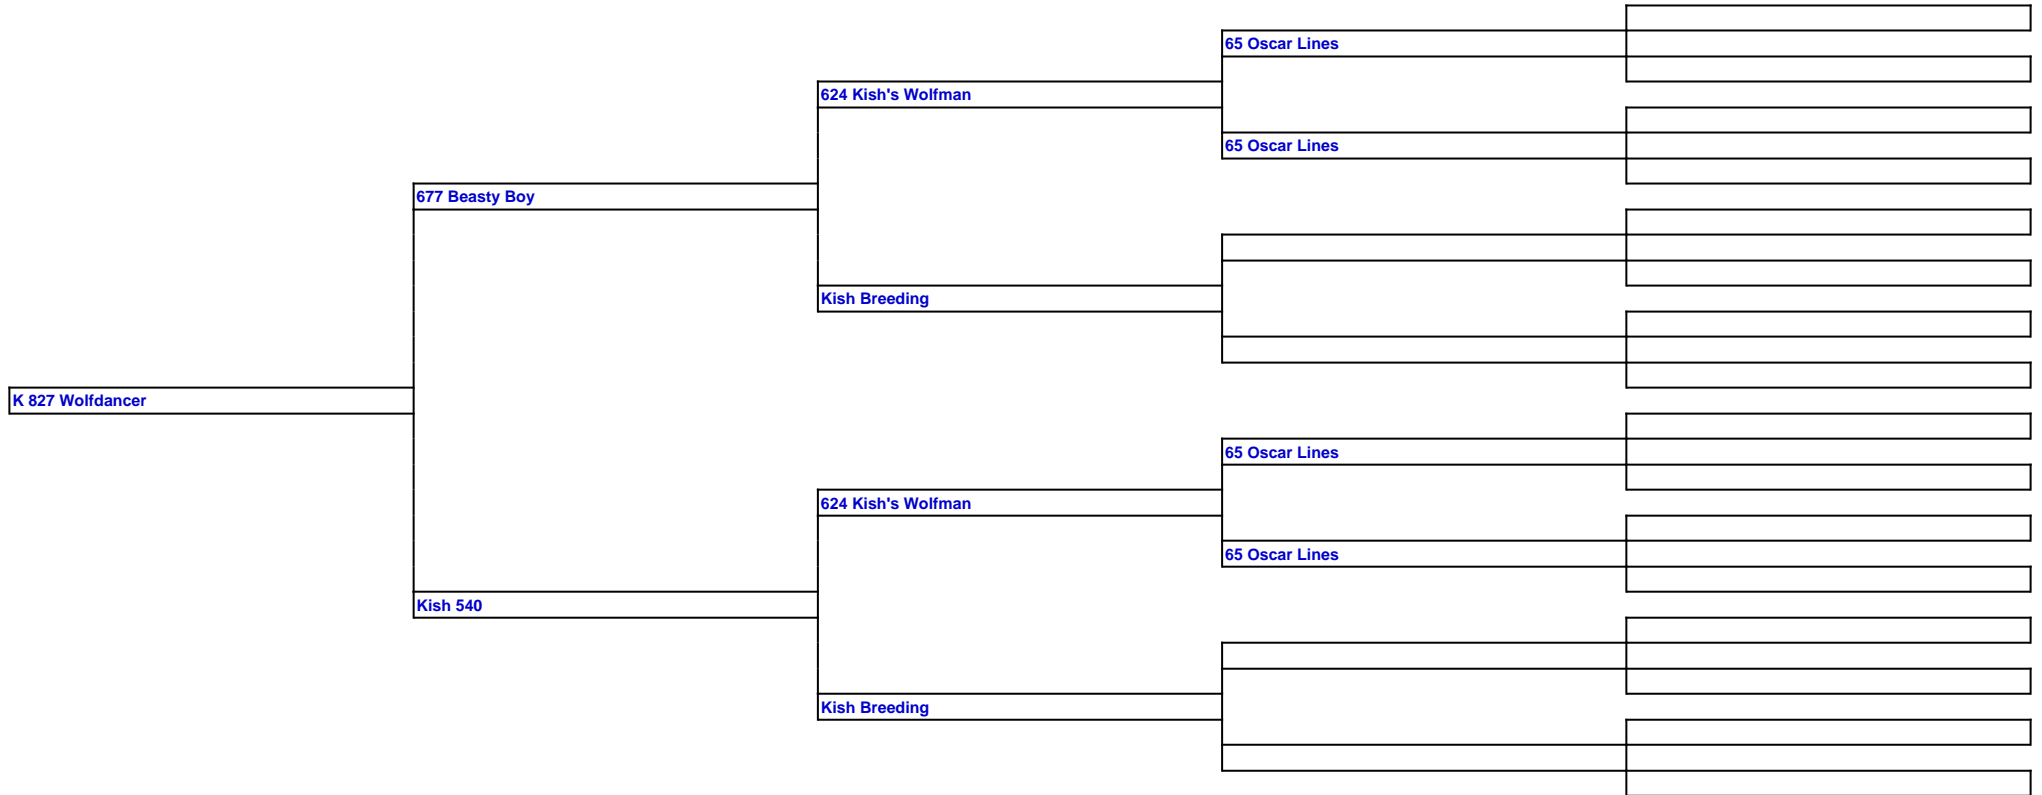 65 Oscar Lines
624 Kish's Wolfman
65 Oscar Lines
677 Beasty Boy
Kish Breeding
K 827 Wolfdancer
65 Oscar Lines
624 Kish's Wolfman
65 Oscar Lines
Kish 540
Kish Breeding